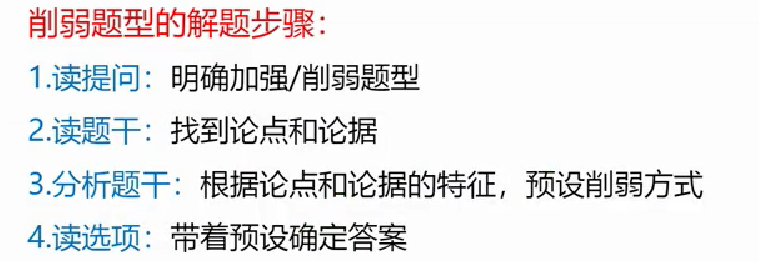 削弱题型的解题步骤：
1.读提问：明确加强/削弱题型
2.读题干：找到论点和论据
3.分析题干：根据论点和论据的特征，预设削弱方式
4.读选项：带着预设确定答案